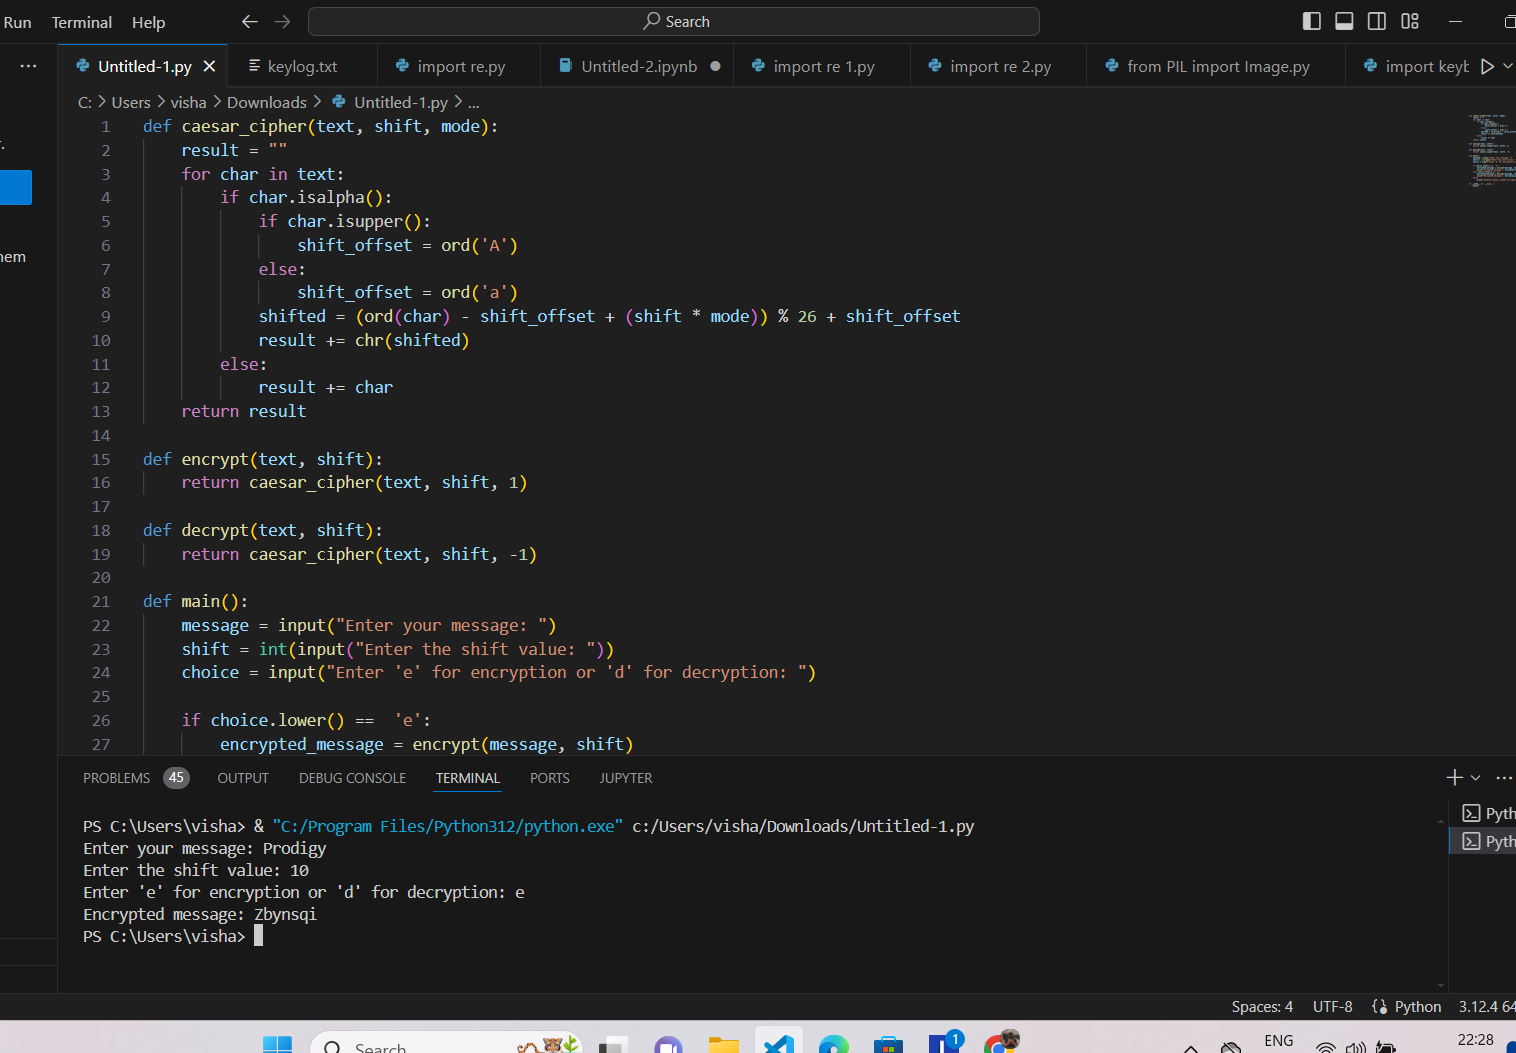 Run Terminal Help
Search
Untitled-1.py
keylog.txt
import re.py
Untitled-2.ipynb
import re 1.py
import re 2.py
from PIL import Image.py
import keyb
C: > Users > visha > Downloads > Untitled-1.py > ...
1 def caesar_cipher(text, shift, mode):
2 result = ""
3 for char in text:
4 if char.isalpha():
5 if char.isupper():
6 shift_offset = ord('A')
7 else:
8 shift_offset = ord('a')
9 shifted = (ord(char) - shift_offset + (shift * mode)) % 26 + shift_offset
10 result += chr(shifted)
11 else:
12 result += char
13 return result
14
15 def encrypt(text, shift):
16 return caesar_cipher(text, shift, 1)
17
18 def decrypt(text, shift):
19 return caesar_cipher(text, shift, -1)
20
21 def main():
22 message = input("Enter your message: ")
23 shift = int(input("Enter the shift value: "))
24 choice = input("Enter 'e' for encryption or 'd' for decryption: ")
25
26 if choice.lower() ==  'e':
27 encrypted_message = encrypt(message, shift)
PROBLEMS 45 OUTPUT DEBUG CONSOLE TERMINAL PORTS JUPYTER
PS C:\Users\visha> & "C:/Program Files/Python312/python.exe" c:/Users/visha/Downloads/Untitled-1.py
Enter your message: Prodigy
Enter the shift value: 10
Enter 'e' for encryption or 'd' for decryption: e
Encrypted message: Zbynsqi
PS C:\Users\visha>
Pyth
Pyth
Spaces: 4 UTF-8 Python 3.12.4 64
Search
1
ENG
22:28